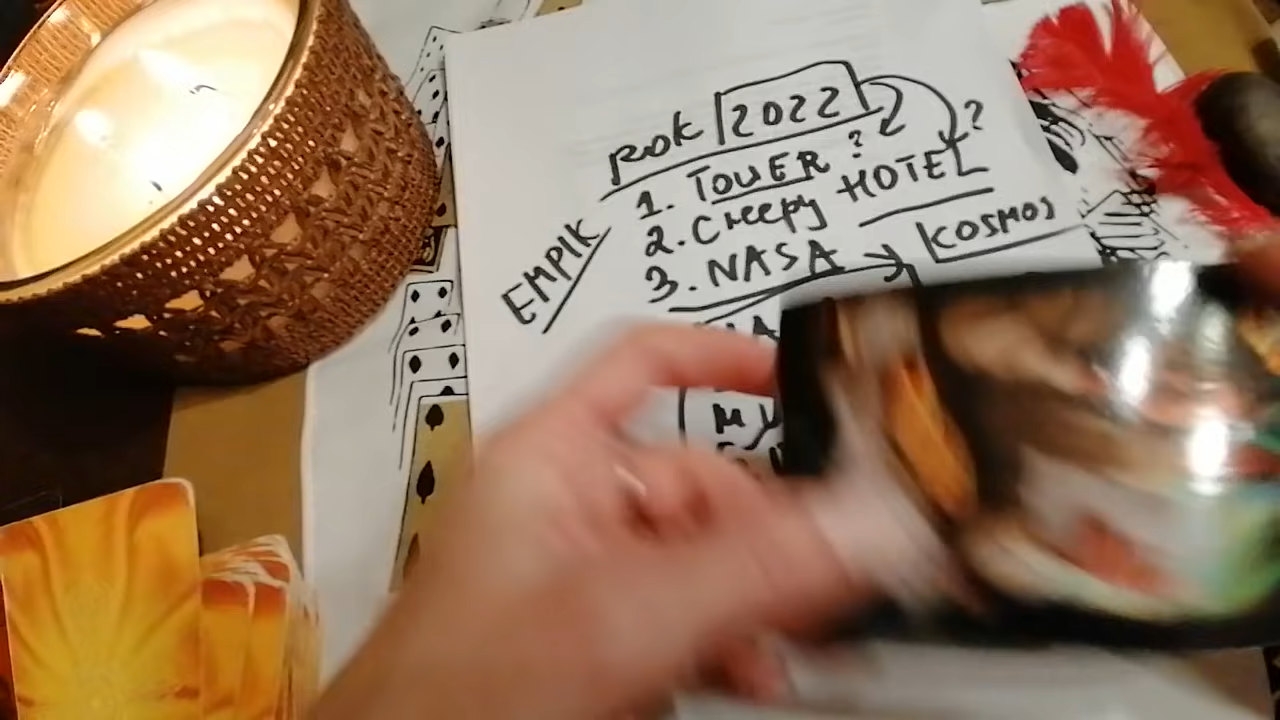 ROK 2022
1. TOWER ?
2. Creepy HOTEL ?
3. NASA → KOSMOS
EMPIK